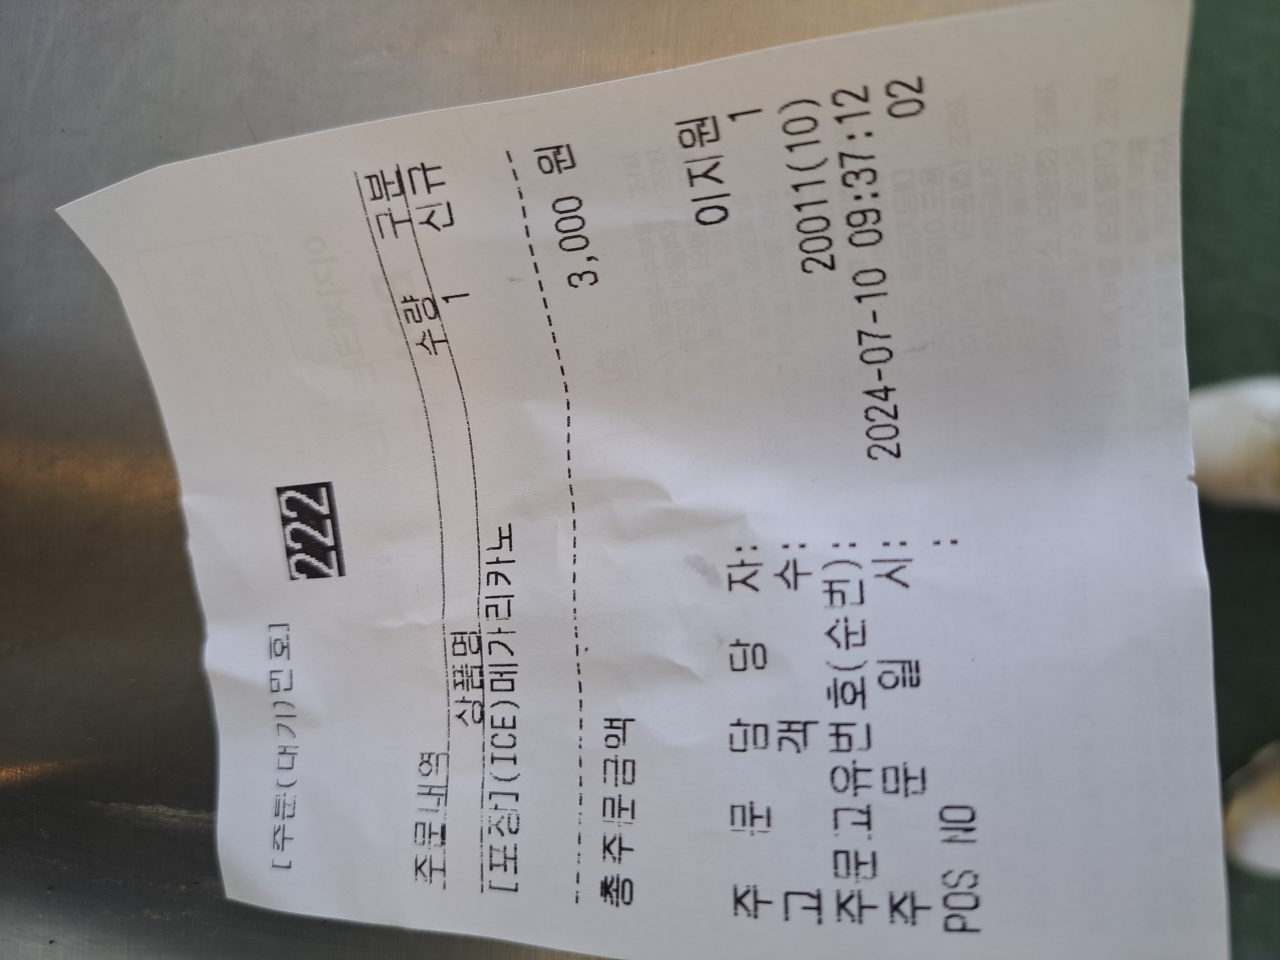 [주문(대기)번호] 222
주문내역
상품명 수량 구분
[포장](ICE)메가리카노 1 신규
총주문금액 3,000 원
주 문 담 당 자: 이지원
고 객 수: 1
주문고유번호(순번): 20011(10)
주 문 일 시: 2024-07-10 09:37:12
POS NO : 02